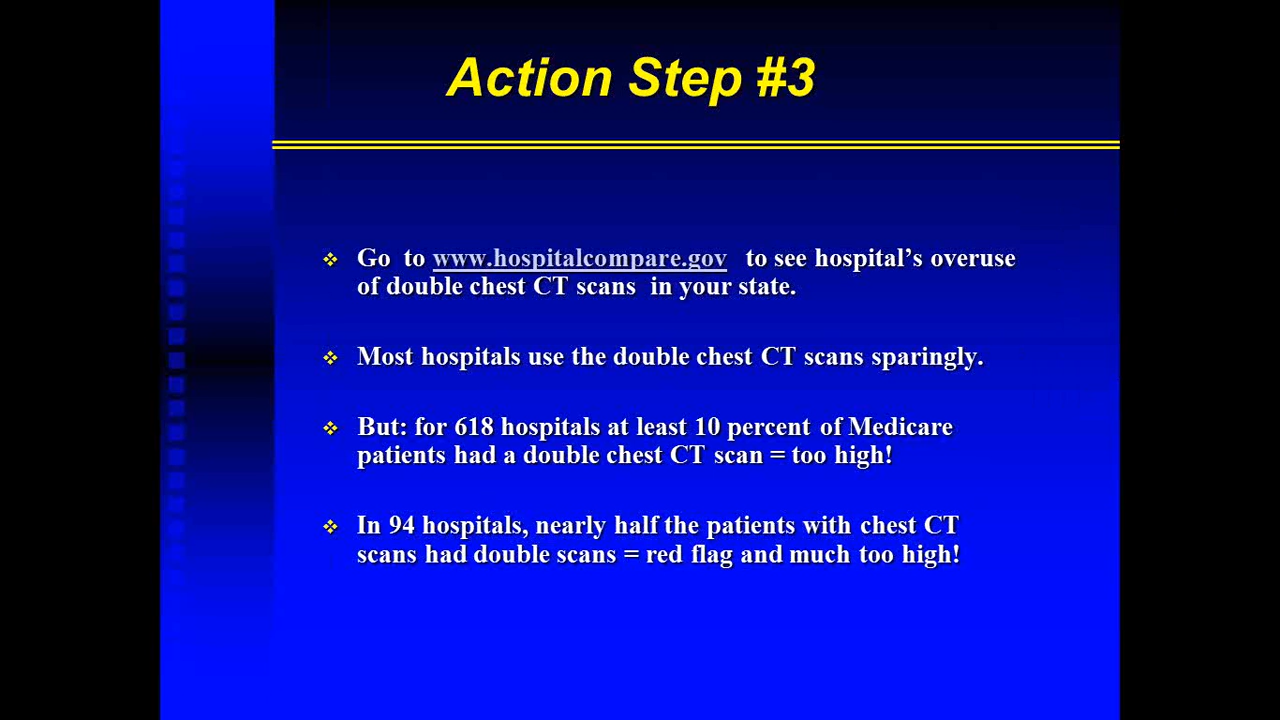 Action Step #3
Go to www.hospitalcompare.gov to see hospital’s overuse
of double chest CT scans in your state.
Most hospitals use the double chest CT scans sparingly.
But: for 618 hospitals at least 10 percent of Medicare
patients had a double chest CT scan = too high!
In 94 hospitals, nearly half the patients with chest CT
scans had double scans = red flag and much too high!